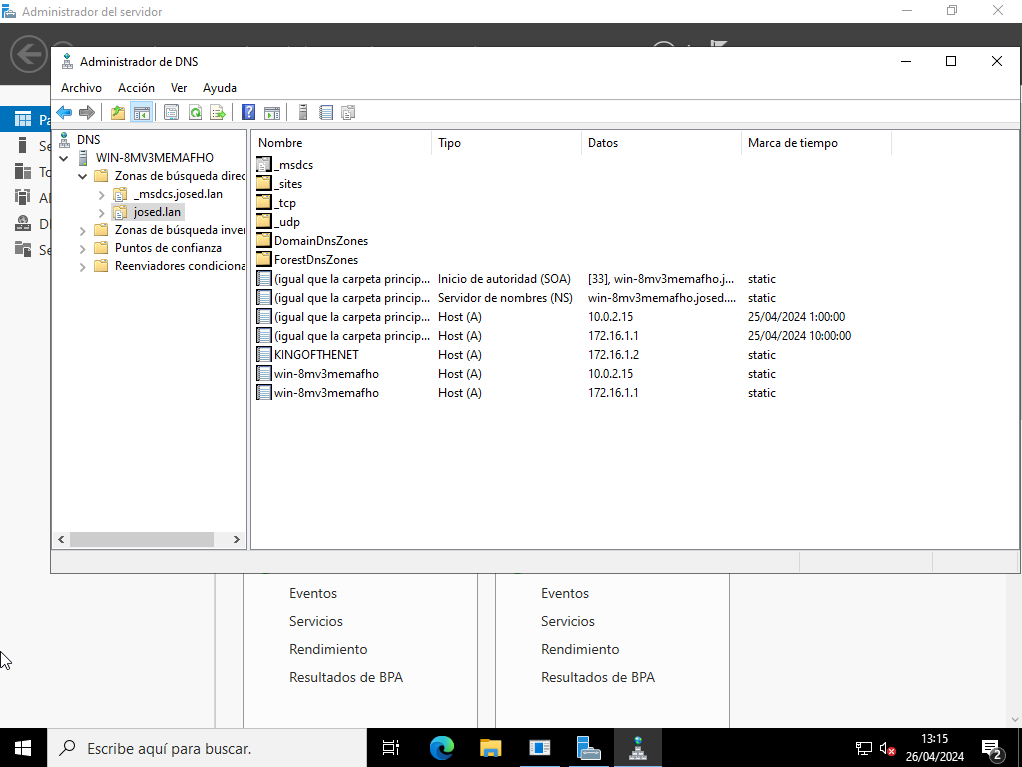 Administrador del servidor
Administrador de DNS
Archivo Acción Ver Ayuda
DNS
WIN-8MV3MEMAFHO
Zonas de búsqueda direc
_msdcs.josed.lan
josed.lan
Zonas de búsqueda inver
Puntos de confianza
Reenviadores condiciona
Nombre Tipo Datos Marca de tiempo
_msdcs
_sites
_tcp
_udp
DomainDnsZones
ForestDnsZones
(igual que la carpeta princip... Inicio de autoridad (SOA) [33], win-8mv3memafho.j... static
(igual que la carpeta princip... Servidor de nombres (NS) win-8mv3memafho.josed.... static
(igual que la carpeta princip... Host (A) 10.0.2.15 25/04/2024 1:00:00
(igual que la carpeta princip... Host (A) 172.16.1.1 25/04/2024 10:00:00
KINGOFTHENET Host (A) 172.16.1.2 static
win-8mv3memafho Host (A) 10.0.2.15 static
win-8mv3memafho Host (A) 172.16.1.1 static
Eventos
Servicios
Rendimiento
Resultados de BPA
Eventos
Servicios
Rendimiento
Resultados de BPA
Escribe aquí para buscar.
13:15
26/04/2024
2